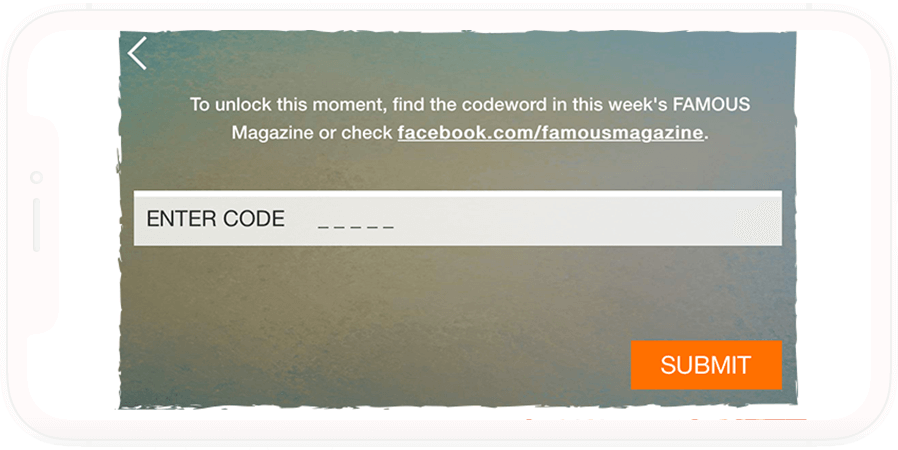 To unlock this moment, find the codeword in this week's FAMOUS
Magazine or check facebook.com/famousmagazine.
ENTER CODE _ _ _ _ _
SUBMIT